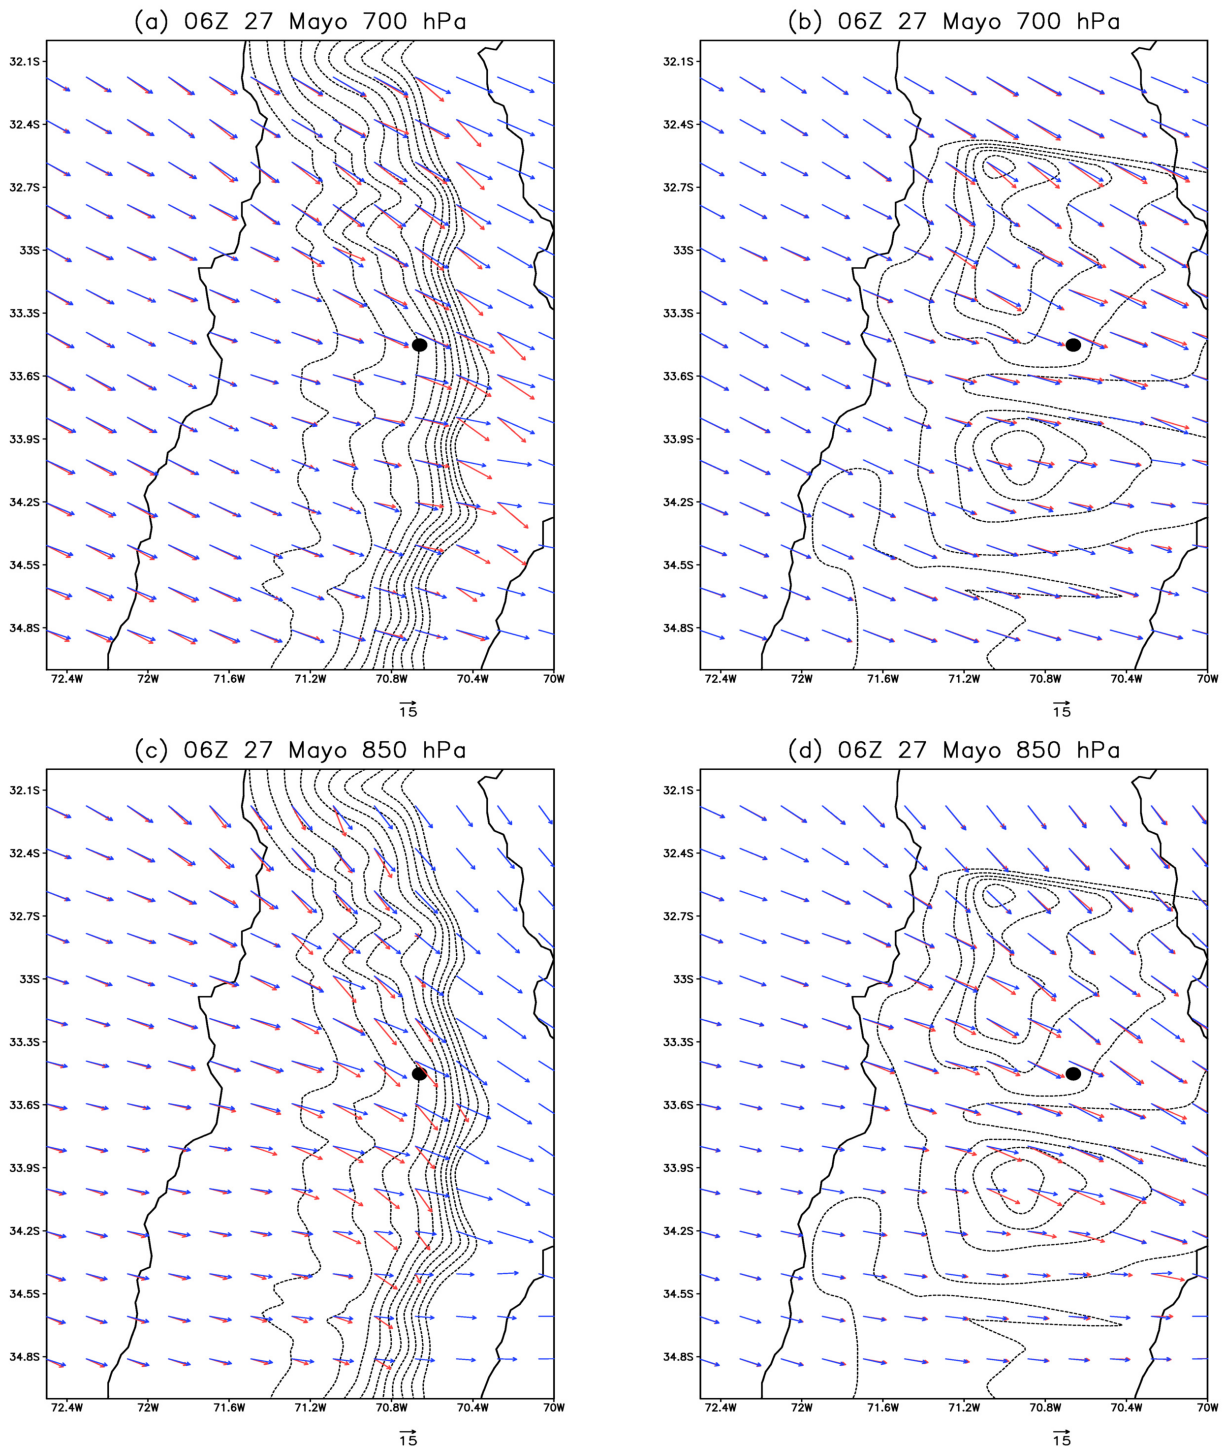 (a) 06Z 27 Mayo 700 hPa
32.1S
32.4S
32.7S
33S
33.3S
33.6S
33.9S
34.2S
34.5S
34.8S
72.4W 72W 71.6W 71.2W 70.8W 70.4W 70W
15
(b) 06Z 27 Mayo 700 hPa
32.1S
32.4S
32.7S
33S
33.3S
33.6S
33.9S
34.2S
34.5S
34.8S
72.4W 72W 71.6W 71.2W 70.8W 70.4W 70W
15
(c) 06Z 27 Mayo 850 hPa
32.1S
32.4S
32.7S
33S
33.3S
33.6S
33.9S
34.2S
34.5S
34.8S
72.4W 72W 71.6W 71.2W 70.8W 70.4W 70W
15
(d) 06Z 27 Mayo 850 hPa
32.1S
32.4S
32.7S
33S
33.3S
33.6S
33.9S
34.2S
34.5S
34.8S
72.4W 72W 71.6W 71.2W 70.8W 70.4W 70W
15